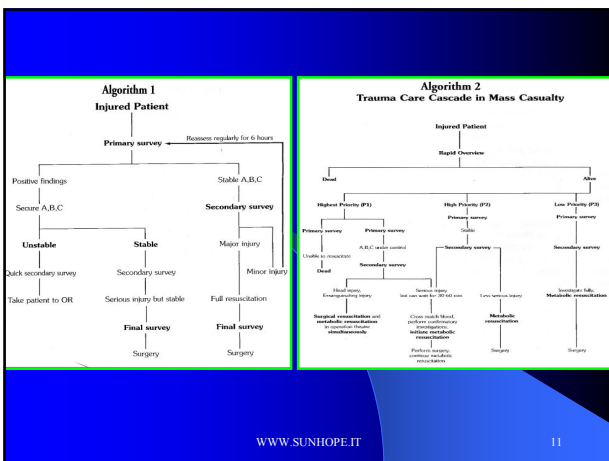 Algorithm 1
Injured Patient
Primary survey
Reassess regularly for 6 hours
Positive findings
Stable A,B,C
Secure A,B,C
Secondary survey
Unstable
Stable
Major injury
Minor injury
Quick secondary survey
Secondary survey
Take patient to OR
Serious injury but stable
Full resuscitation
Final survey
Final survey
Surgery
Surgery
Algorithm 2
Trauma Care Cascade in Mass Casualty
Injured Patient
Rapid Overview
Dead
Alive
Highest Priority (P1)
High Priority (P2)
Low Priority (P3)
Primary survey
Primary survey
Primary survey
Primary survey
Unable to resuscitate
Dead
A,B,C under control
Secondary survey
Stable
Secondary survey
Secondary survey
Head injury,
Exsanguinating injury
Serious injury
but can wait for 30-60 min
Less serious injury
Investigate fully,
Metabolic resuscitation
Surgical resuscitation and
metabolic resuscitation
in operation theatre
simultaneously
Cross match blood,
perform confirmatory
investigations,
initiate metabolic
resuscitation
Metabolic
resuscitation
Perform surgery,
continue metabolic
resuscitation
Surgery
Surgery
WWW.SUNHOPE.IT
11